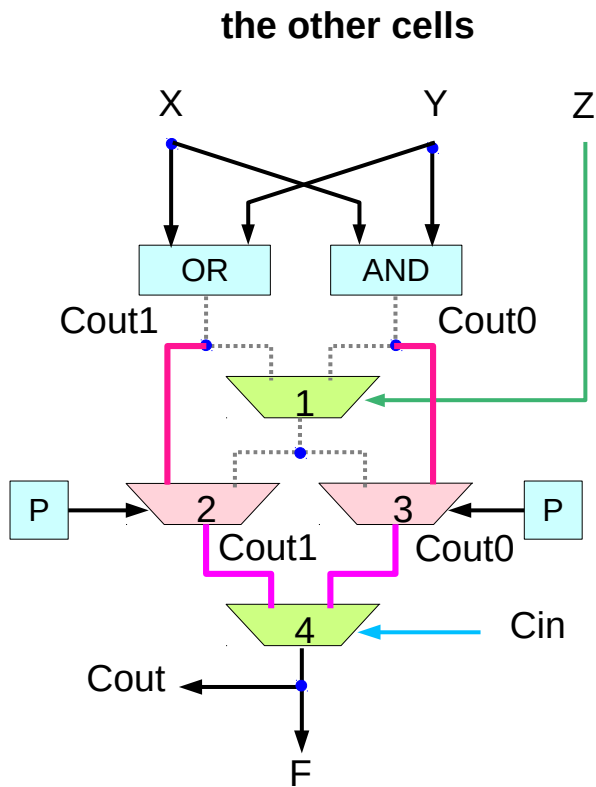 the other cells
X Y Z
OR AND
Cout1 Cout0
1
P 2 3 P
Cout1 Cout0
4 Cin
Cout
F